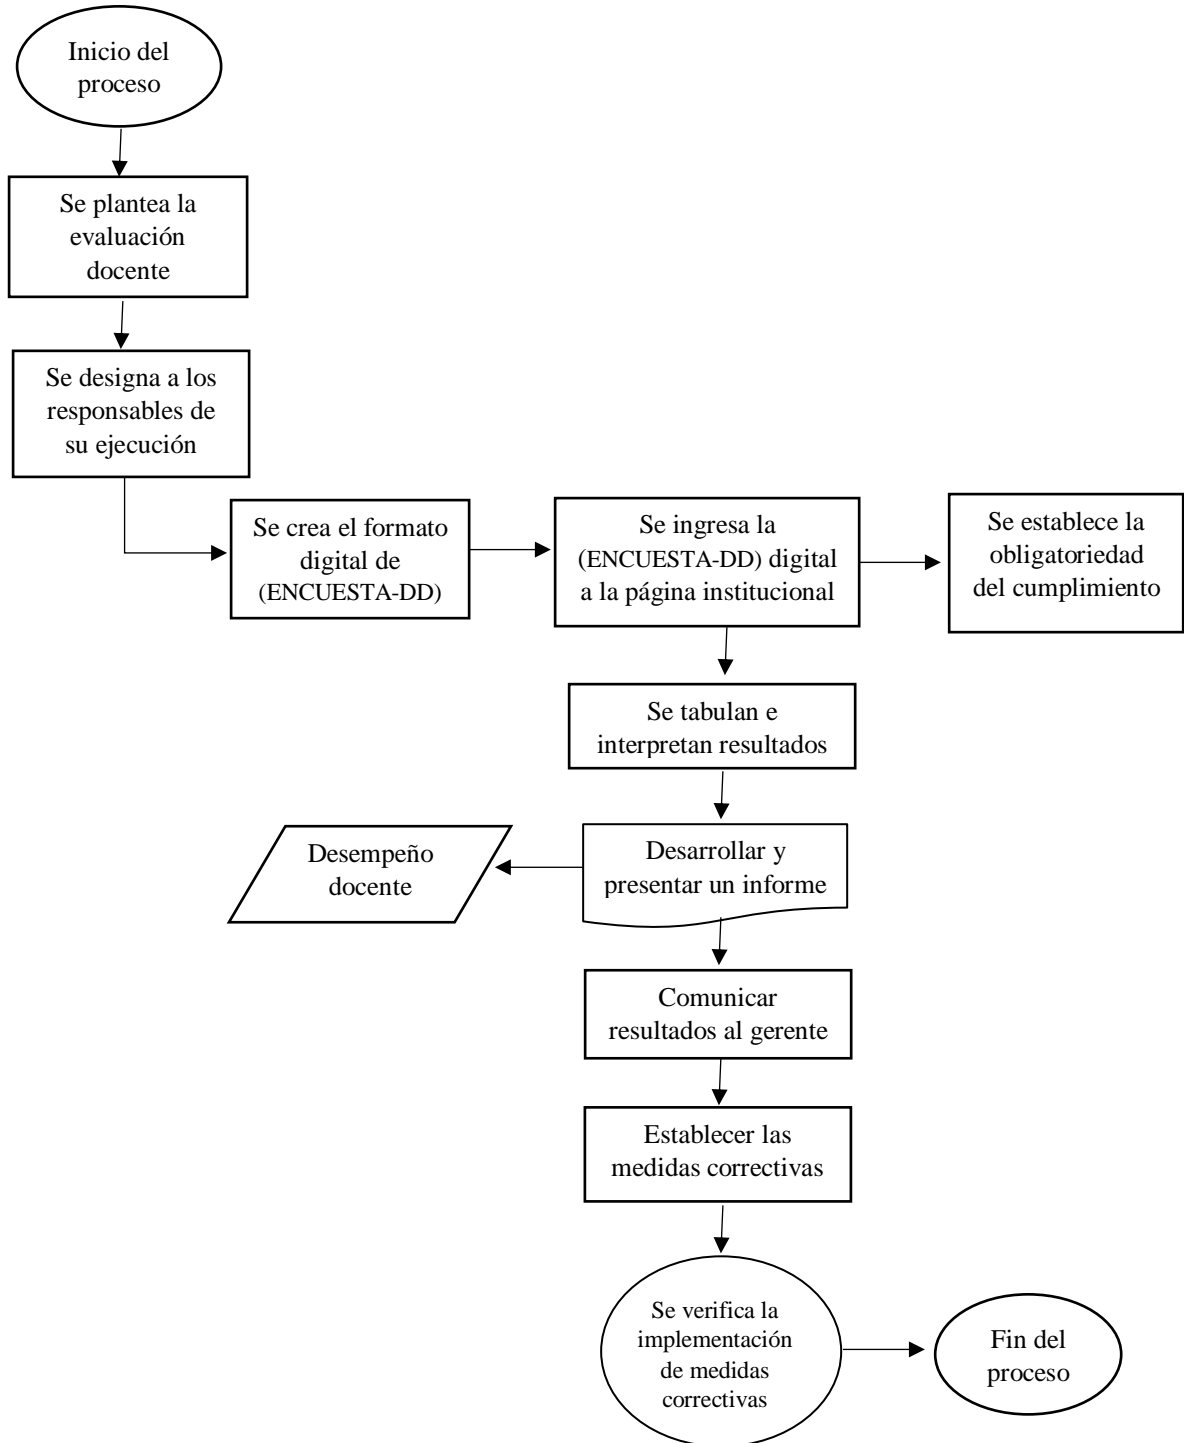 Inicio del
proceso
Se plantea la
evaluación
docente
Se designa a los
responsables de
su ejecución
Se crea el formato
digital de
(ENCUESTA-DD)
Se ingresa la
(ENCUESTA-DD) digital
a la página institucional
Se establece la
obligatoriedad
del cumplimiento
Se tabulan e
interpretan resultados
Desempeño
docente
Desarrollar y
presentar un informe
Comunicar
resultados al gerente
Establecer las
medidas correctivas
Se verifica la
implementación
de medidas
correctivas
Fin del
proceso